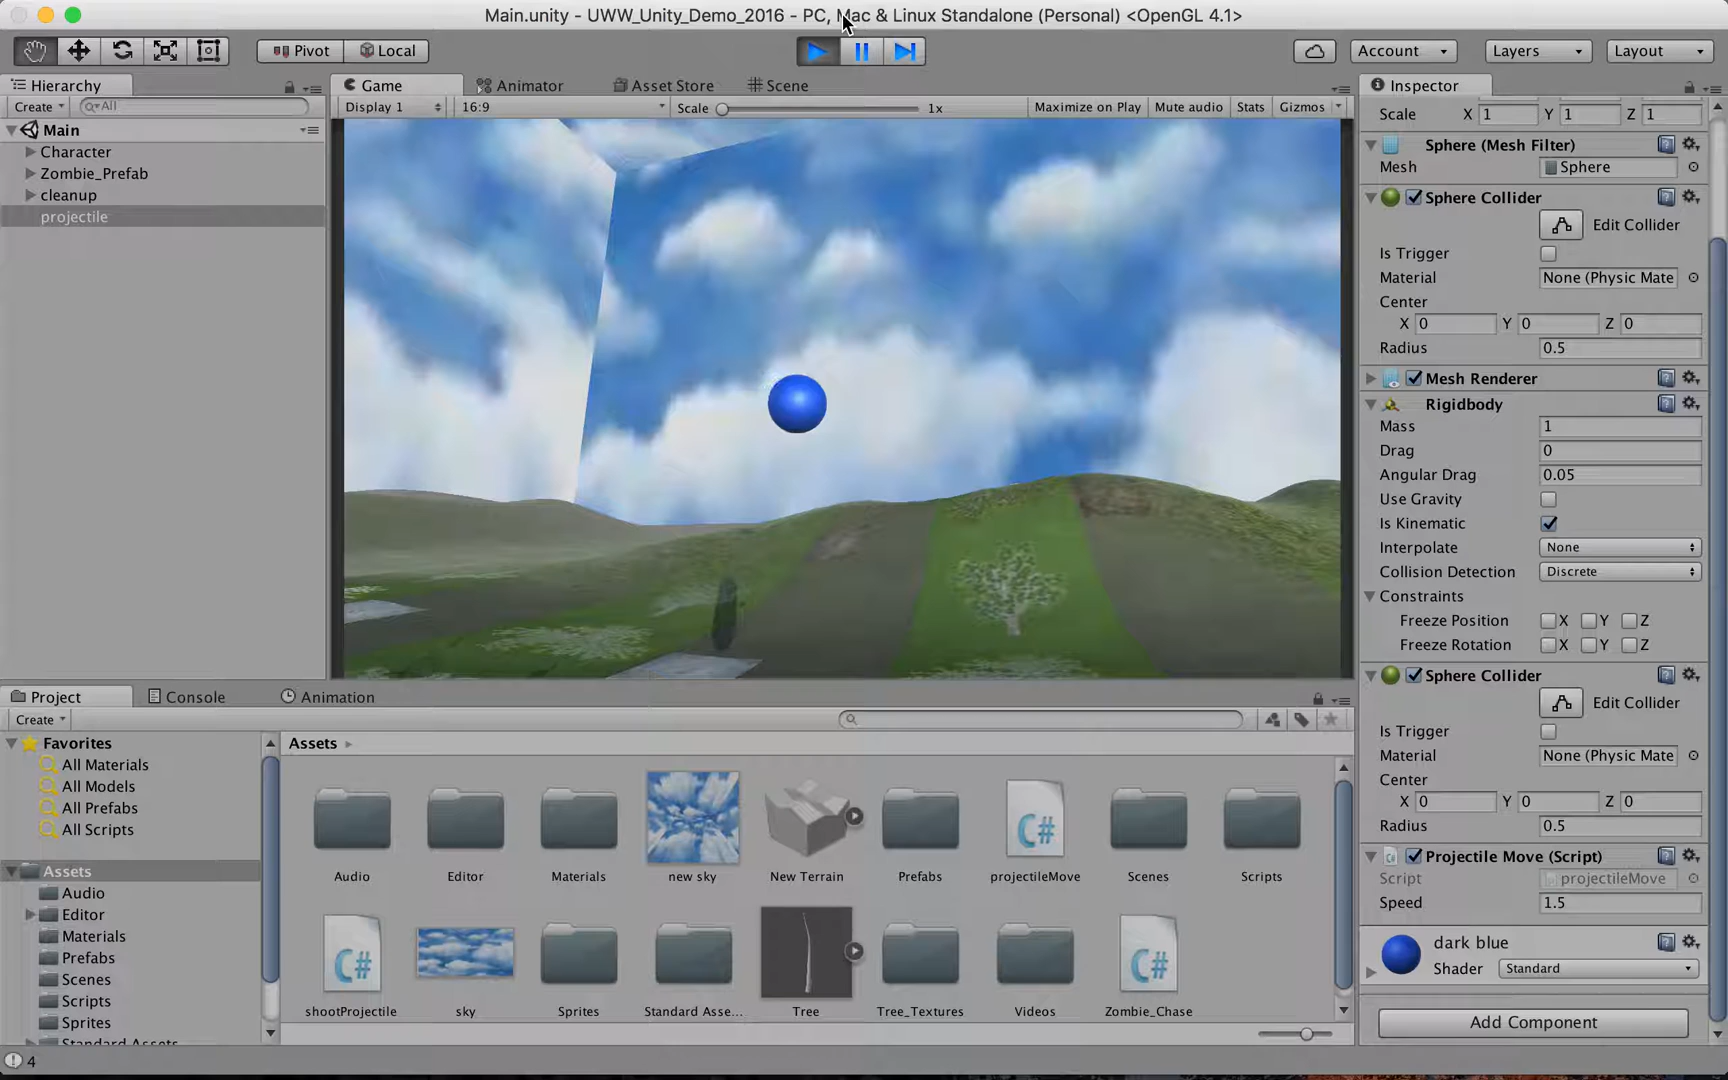 Main.unity - UWW_Unity_Demo_2016 - PC, Mac & Linux Standalone (Personal) <OpenGL 4.1>
Pivot Local Account Layers Layout
Hierarchy
Create All
Main
Character
Zombie_Prefab
cleanup
projectile
Game Animator Asset Store Scene
Display 1 16:9 Scale 1x Maximize on Play Mute audio Stats Gizmos
Inspector
Scale X 1 Y 1 Z 1
Sphere (Mesh Filter)
Mesh Sphere
Sphere Collider
Edit Collider
Is Trigger
Material None (Physic Mate
Center
X 0 Y 0 Z 0
Radius 0.5
Mesh Renderer
Rigidbody
Mass 1
Drag 0
Angular Drag 0.05
Use Gravity
Is Kinematic
Interpolate None
Collision Detection Discrete
Constraints
Freeze Position X Y Z
Freeze Rotation X Y Z
Sphere Collider
Edit Collider
Is Trigger
Material None (Physic Mate
Center
X 0 Y 0 Z 0
Radius 0.5
Projectile Move (Script)
Script projectileMove
Speed 1.5
dark blue
Shader Standard
Add Component
Project Console Animation
Create
Favorites
All Materials
All Models
All Prefabs
All Scripts
Assets
Audio
Editor
Materials
Prefabs
Scenes
Scripts
Sprites
Standard Assets
Assets
Audio Editor Materials new sky New Terrain Prefabs projectileMove Scenes Scripts
C#
shootProjectile sky Sprites Standard Asse... Tree Tree_Textures Videos Zombie_Chase
C# C#
4